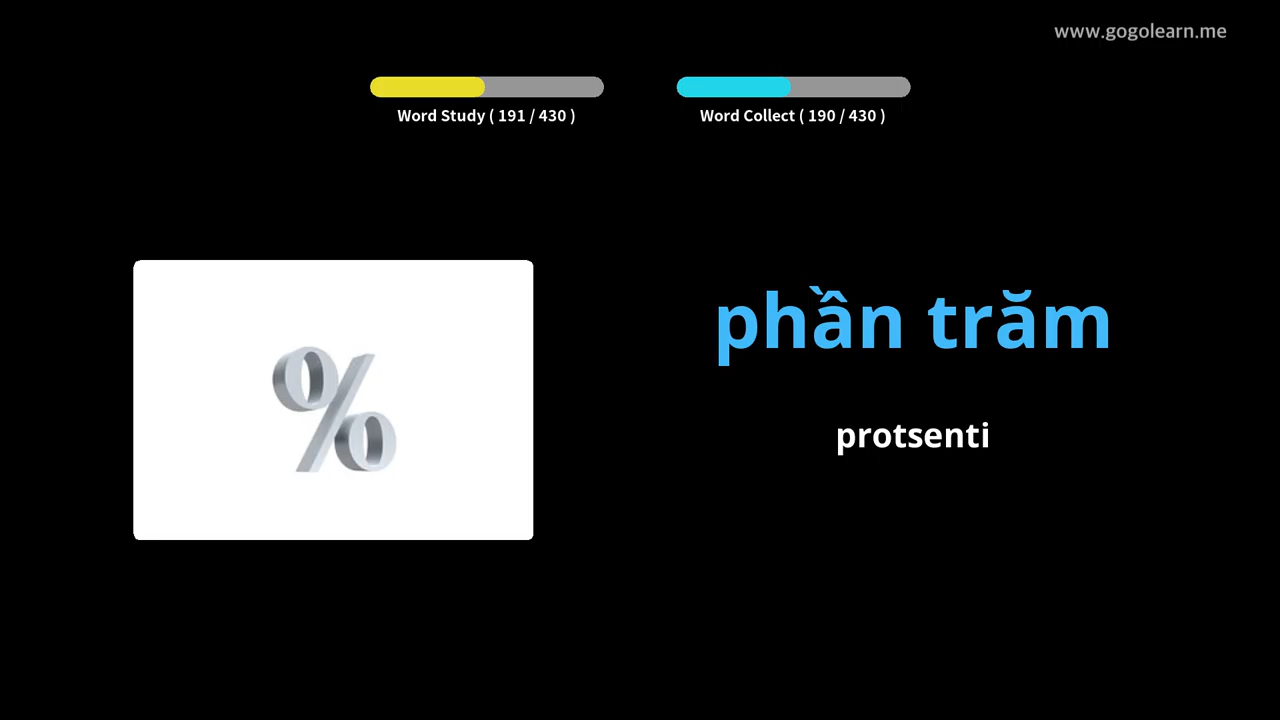 www.gogolearn.me
Word Study ( 191 / 430 )
Word Collect ( 190 / 430 )
%
phần trăm
protsenti